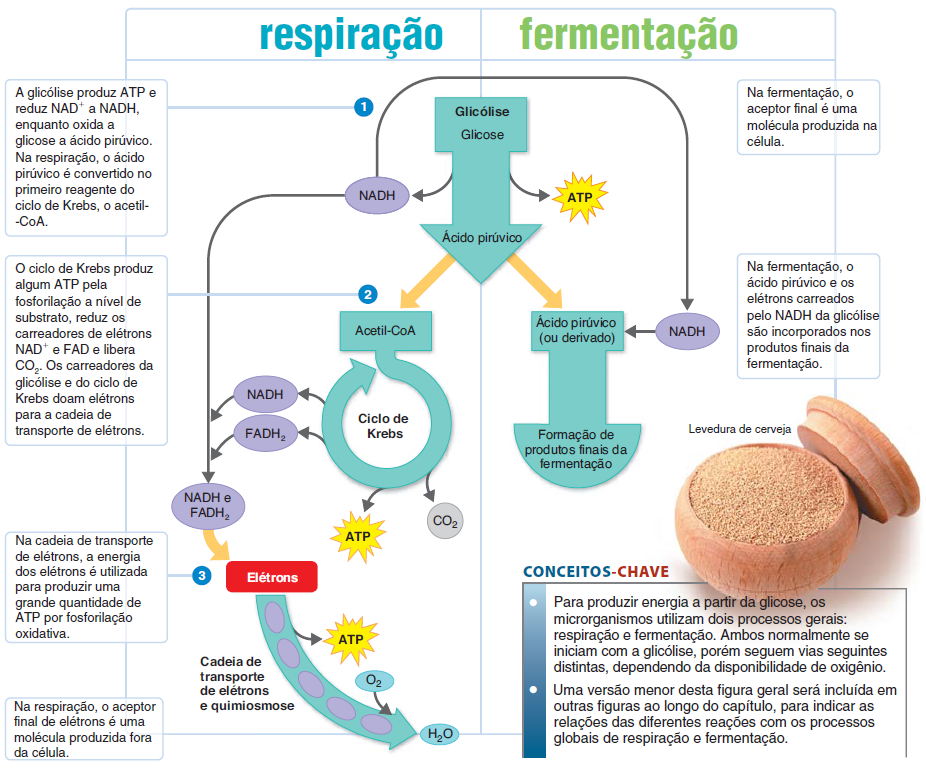 respiração
fermentação
A glicólise produz ATP e
reduz NAD⁺ a NADH,
enquanto oxida a
glicose a ácido pirúvico.
Na respiração, o ácido
pirúvico é convertido no
primeiro reagente do
ciclo de Krebs, o acetil-
-CoA.
1
Glicólise
Glicose
NADH
ATP
Ácido pirúvico
Na fermentação, o
aceptor final é uma
molécula produzida na
célula.
O ciclo de Krebs produz
algum ATP pela
fosforilação a nível de
substrato, reduz os
carreadores de elétrons
NAD⁺ e FAD e libera
CO₂. Os carreadores da
glicólise e do ciclo de
Krebs doam elétrons
para a cadeia de
transporte de elétrons.
2
Acetil-CoA
Ácido pirúvico
(ou derivado)
NADH
Na fermentação, o
ácido pirúvico e os
elétrons carreados
pelo NADH da glicólise
são incorporados nos
produtos finais da
fermentação.
NADH
FADH₂
Ciclo de
Krebs
Formação de
produtos finais da
fermentação
Levedura de cerveja
NADH e
FADH₂
ATP
CO₂
Na cadeia de transporte
de elétrons, a energia
dos elétrons é utilizada
para produzir uma
grande quantidade de
ATP por fosforilação
oxidativa.
3
Elétrons
ATP
Cadeia de
transporte
de elétrons
e quimiosmose
O₂
H₂O
Na respiração, o aceptor
final de elétrons é uma
molécula produzida fora
da célula.
CONCEITOS-CHAVE
• Para produzir energia a partir da glicose, os
microrganismos utilizam dois processos gerais:
respiração e fermentação. Ambos normalmente se
iniciam com a glicólise, porém seguem vias seguintes
distintas, dependendo da disponibilidade de oxigênio.
• Uma versão menor desta figura geral será incluída em
outras figuras ao longo do capítulo, para indicar as
relações das diferentes reações com os processos
globais de respiração e fermentação.